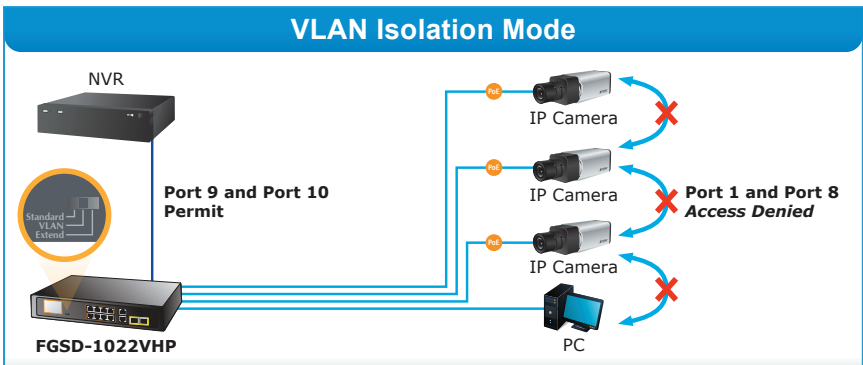 VLAN Isolation Mode
NVR
Standard
VLAN
Extend
Port 9 and Port 10
Permit
FGSD-1022VHP
PoE
IP Camera
PoE
IP Camera
PoE
IP Camera
PC
Port 1 and Port 8
Access Denied